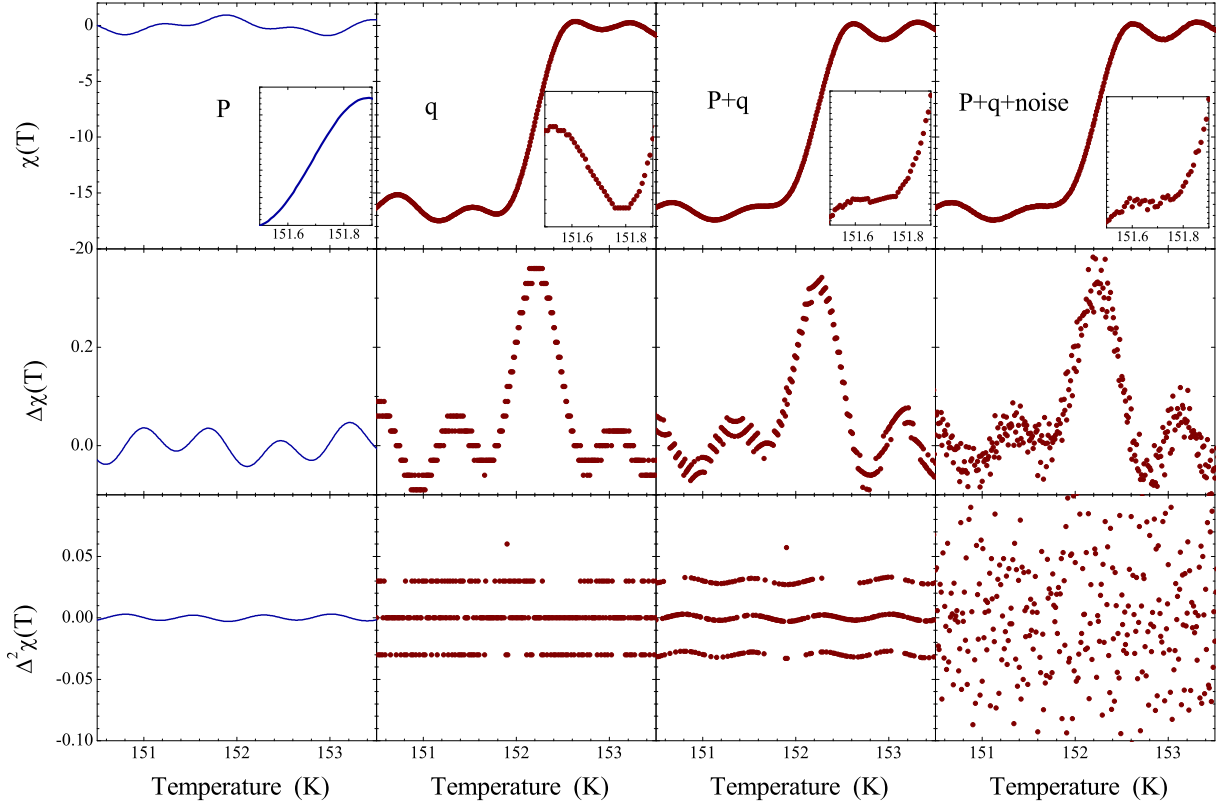 0
-5
-10
-15
-20
χ(T)
P
151.6 151.8
q
151.6 151.8
P+q
151.6 151.8
P+q+noise
151.6 151.8
0.2
0.0
Δχ(T)
0.05
0.00
-0.05
-0.10
Δ²χ(T)
151 152 153
151 152 153
151 152 153
151 152 153
Temperature (K)
Temperature (K)
Temperature (K)
Temperature (K)